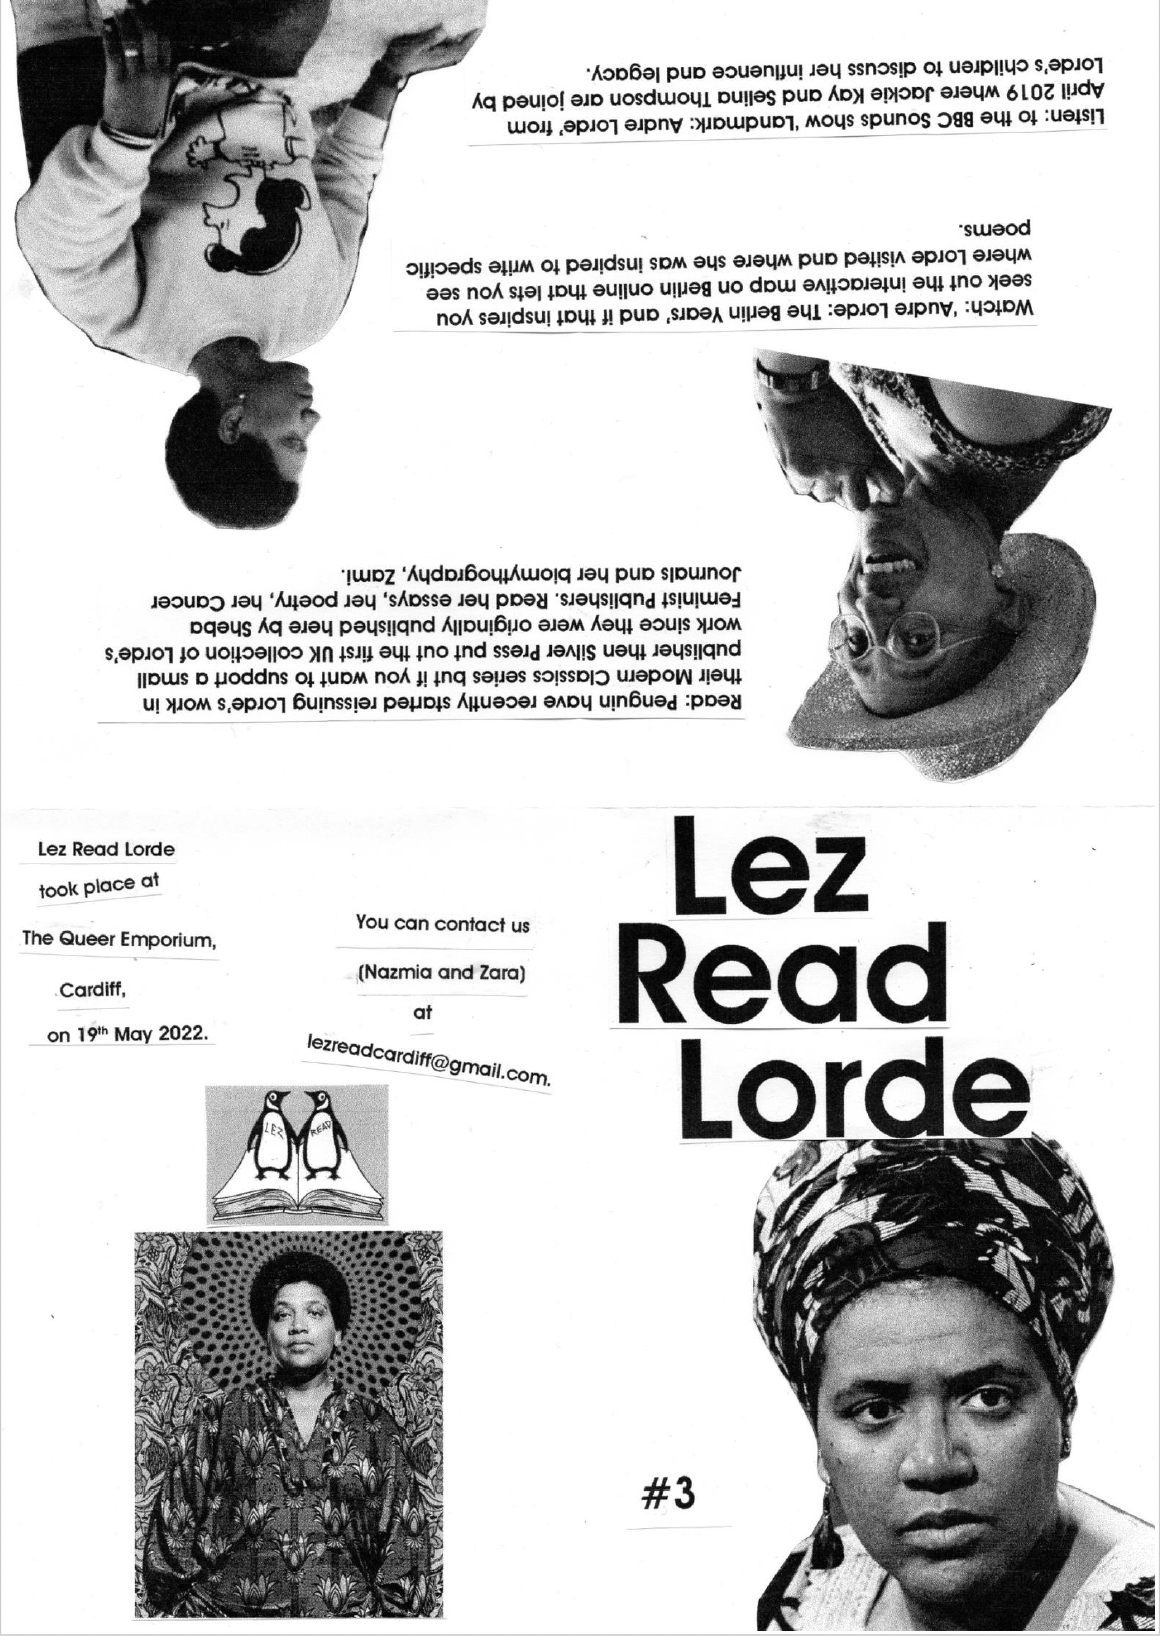 Lez
Read
Lorde
#3
Lez Read Lorde
took place at
The Queer Emporium,
Cardiff,
on 19th May 2022.
You can contact us
(Nazmia and Zara)
at
lezreadcardiff@gmail.com.
LEZ
READ
Read: Penguin have recently started reissuing Lorde's work in
their Modern Classics series but if you want to support a small
publisher then Silver Press put out the first UK collection of Lorde's
work since they were originally published here by Sheba
Feminist Publishers. Read her essays, her poetry, her Cancer
Journals and her biomythography, Zami.
Watch: 'Audre Lorde: The Berlin Years' and if that inspires you
seek out the interactive map on Berlin online that lets you see
where Lorde visited and where she was inspired to write specific
poems.
Listen: to the BBC Sounds show 'Landmark: Audre Lorde' from
April 2019 where Jackie Kay and Selina Thompson are joined by
Lorde's children to discuss her influence and legacy.